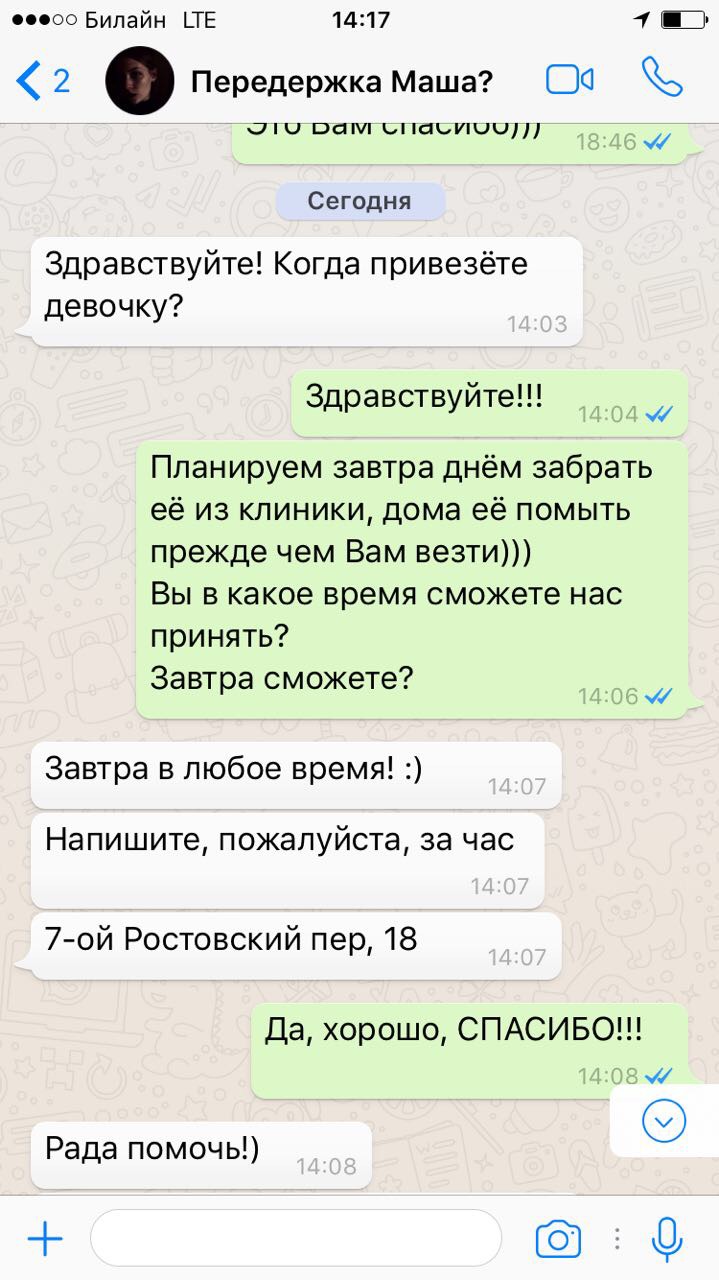 Билайн LTE 14:17
2 Передержка Маша?
Это Вам спасибо)))
18:46
Сегодня
Здравствуйте! Когда привезёте
девочку?
14:03
Здравствуйте!!!
14:04
Планируем завтра днём забрать
её из клиники, дома её помыть
прежде чем Вам везти)))
Вы в какое время сможете нас
принять?
Завтра сможете?
14:06
Завтра в любое время! :)
14:07
Напишите, пожалуйста, за час
14:07
7-ой Ростовский пер, 18
14:07
Да, хорошо, СПАСИБО!!!
14:08
Рада помочь!)
14:08